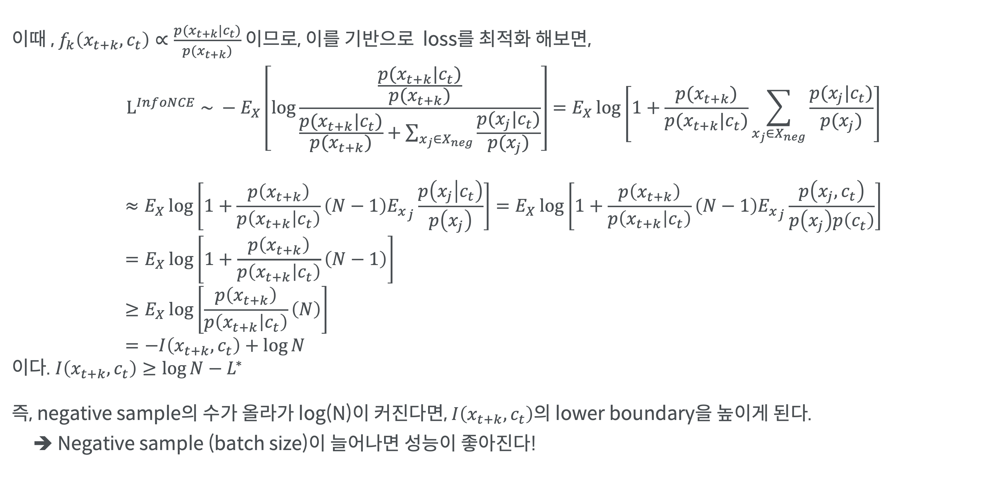 이때 , $f_k(x_{t+k}, c_t) \propto \frac{p(x_{t+k}|c_t)}{p(x_{t+k})}$ 이므로, 이를 기반으로 loss를 최적화 해보면,
$\mathrm{L}^{InfoNCE} \sim -E_X \left[ \log \frac{\frac{p(x_{t+k}|c_t)}{p(x_{t+k})}}{\frac{p(x_{t+k}|c_t)}{p(x_{t+k})} + \sum_{x_j \in X_{neg}} \frac{p(x_j|c_t)}{p(x_j)}} \right] = E_X \log \left[ 1 + \frac{p(x_{t+k})}{p(x_{t+k}|c_t)} \sum_{x_j \in X_{neg}} \frac{p(x_j|c_t)}{p(x_j)} \right]$
$\approx E_X \log \left[ 1 + \frac{p(x_{t+k})}{p(x_{t+k}|c_t)} (N-1) E_{x_j} \frac{p(x_j|c_t)}{p(x_j)} \right] = E_X \log \left[ 1 + \frac{p(x_{t+k})}{p(x_{t+k}|c_t)} (N-1) E_{x_j} \frac{p(x_j, c_t)}{p(x_j)p(c_t)} \right]$
$= E_X \log \left[ 1 + \frac{p(x_{t+k})}{p(x_{t+k}|c_t)} (N-1) \right]$
$\geq E_X \log \left[ \frac{p(x_{t+k})}{p(x_{t+k}|c_t)} (N) \right]$
$= -I(x_{t+k}, c_t) + \log N$
이다. $I(x_{t+k}, c_t) \geq \log N - L^*$
즉, negative sample의 수가 올라가 log(N)이 커진다면, $I(x_{t+k}, c_t)$의 lower boundary을 높이게 된다.
➔ Negative sample (batch size)이 늘어나면 성능이 좋아진다!